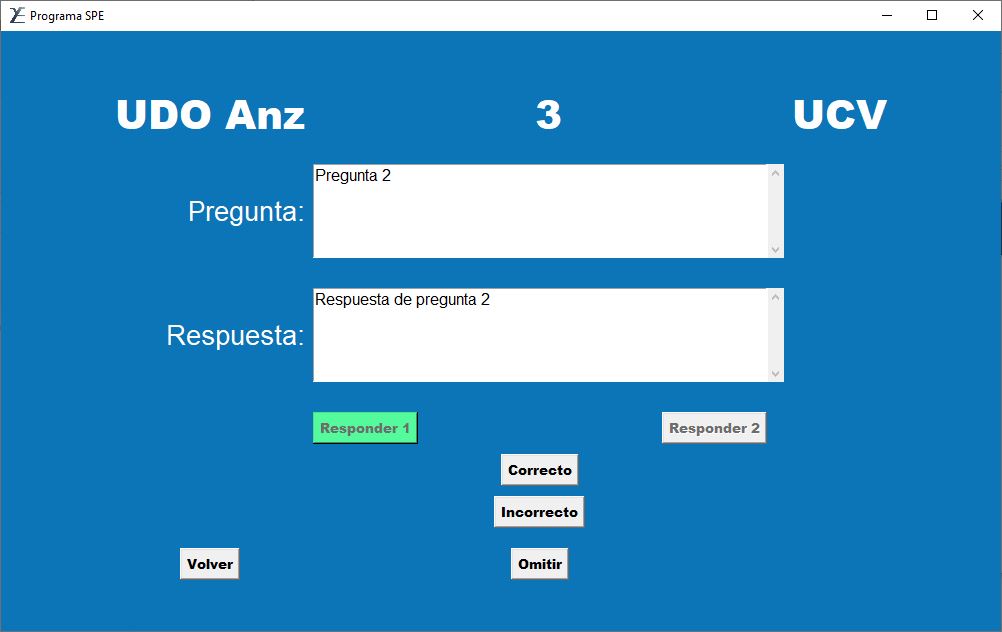 Programa SPE
UDO Anz 3 UCV
Pregunta:
Pregunta 2
Respuesta:
Respuesta de pregunta 2
Responder 1 Responder 2
Correcto
Incorrecto
Volver Omitir